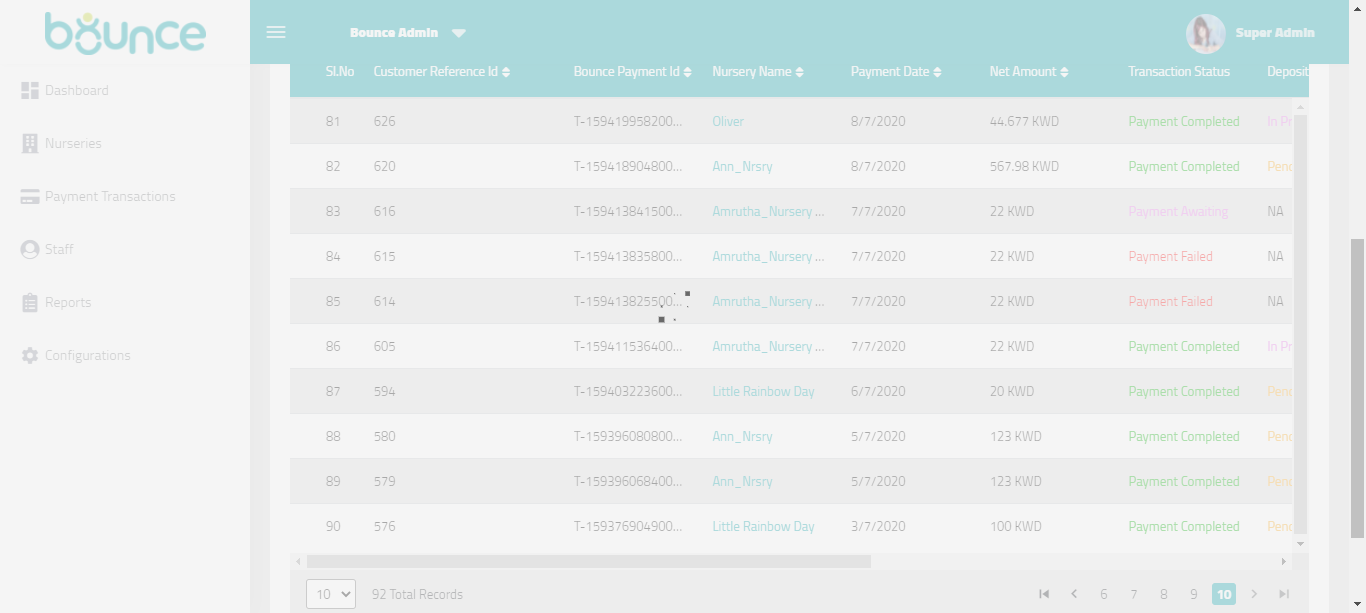 bounce
Bounce Admin
Super Admin
Dashboard
Nurseries
Payment Transactions
Staff
Reports
Configurations
Sl.No Customer Reference Id Bounce Payment Id Nursery Name Payment Date Net Amount Transaction Status Deposit
81 626 T-159419958200... Oliver 8/7/2020 44.677 KWD Payment Completed In Pr
82 620 T-159418904800... Ann_Nrsry 8/7/2020 567.98 KWD Payment Completed Pend
83 616 T-159413841500... Amrutha_Nursery ... 7/7/2020 22 KWD Payment Awaiting NA
84 615 T-159413835800... Amrutha_Nursery ... 7/7/2020 22 KWD Payment Failed NA
85 614 T-159413825500... Amrutha_Nursery ... 7/7/2020 22 KWD Payment Failed NA
86 605 T-159411536400... Amrutha_Nursery ... 7/7/2020 22 KWD Payment Completed In Pr
87 594 T-159403223600... Little Rainbow Day 6/7/2020 20 KWD Payment Completed Pend
88 580 T-159396080800... Ann_Nrsry 5/7/2020 123 KWD Payment Completed Pend
89 579 T-159396068400... Ann_Nrsry 5/7/2020 123 KWD Payment Completed Pend
90 576 T-159376904900... Little Rainbow Day 3/7/2020 100 KWD Payment Completed Pend
10 92 Total Records 6 7 8 9 10